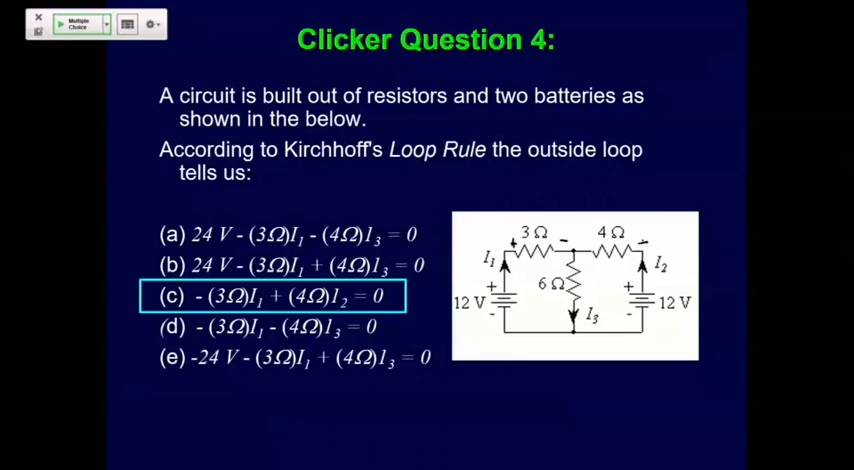 Multiple
Choice
Clicker Question 4:
A circuit is built out of resistors and two batteries as
shown in the below.
According to Kirchhoff's Loop Rule the outside loop
tells us:
(a) 24 V - (3Ω)I₁ - (4Ω)I₃ = 0
(b) 24 V - (3Ω)I₁ + (4Ω)I₃ = 0
(c) - (3Ω)I₁ + (4Ω)I₂ = 0
(d) - (3Ω)I₁ - (4Ω)I₃ = 0
(e) -24 V - (3Ω)I₁ + (4Ω)I₃ = 0
3 Ω 4 Ω
+ - -
I₁ I₂
6 Ω
+ +
12 V 12 V
- -
I₃